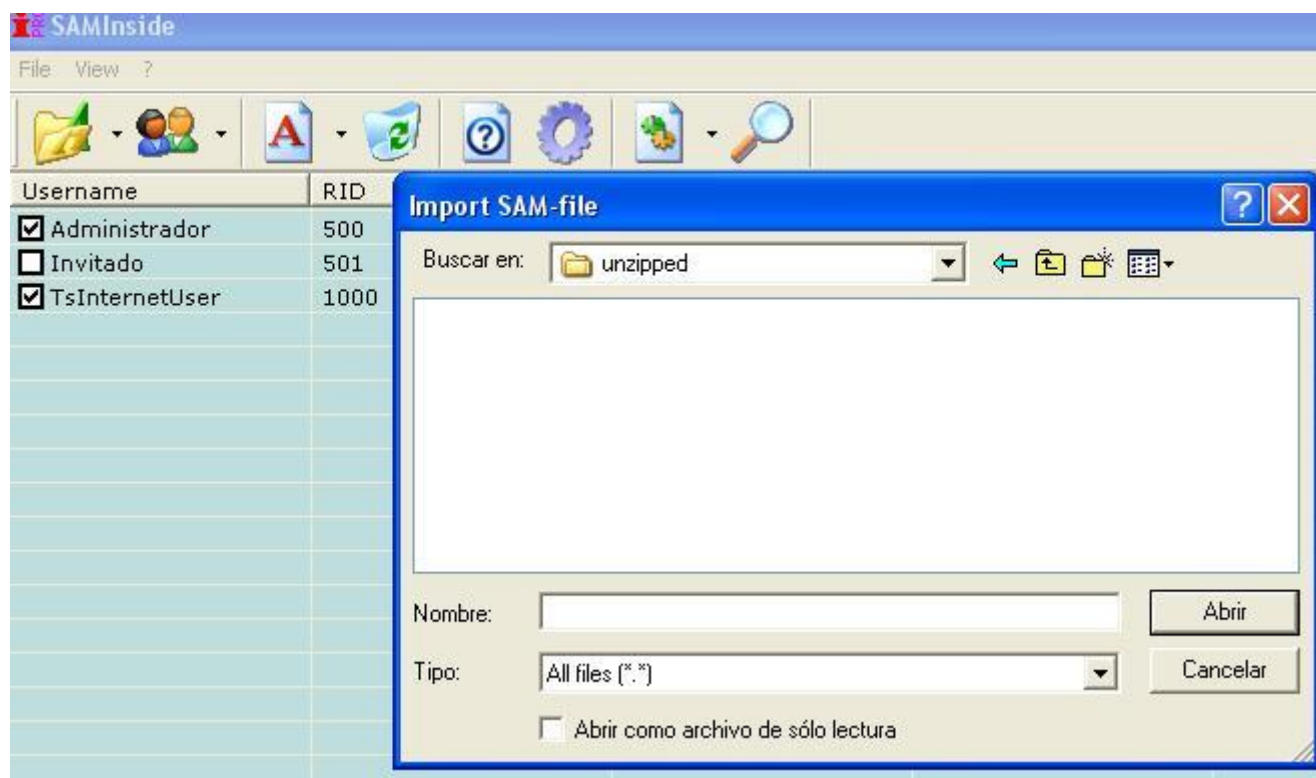 SAMInside
File View ?
Username RID
Administrador 500
Invitado 501
TsInternetUser 1000
Import SAM-file
Buscar en: unzipped
Nombre:
Abrir
Tipo: All files (*.*)
Cancelar
Abrir como archivo de sólo lectura